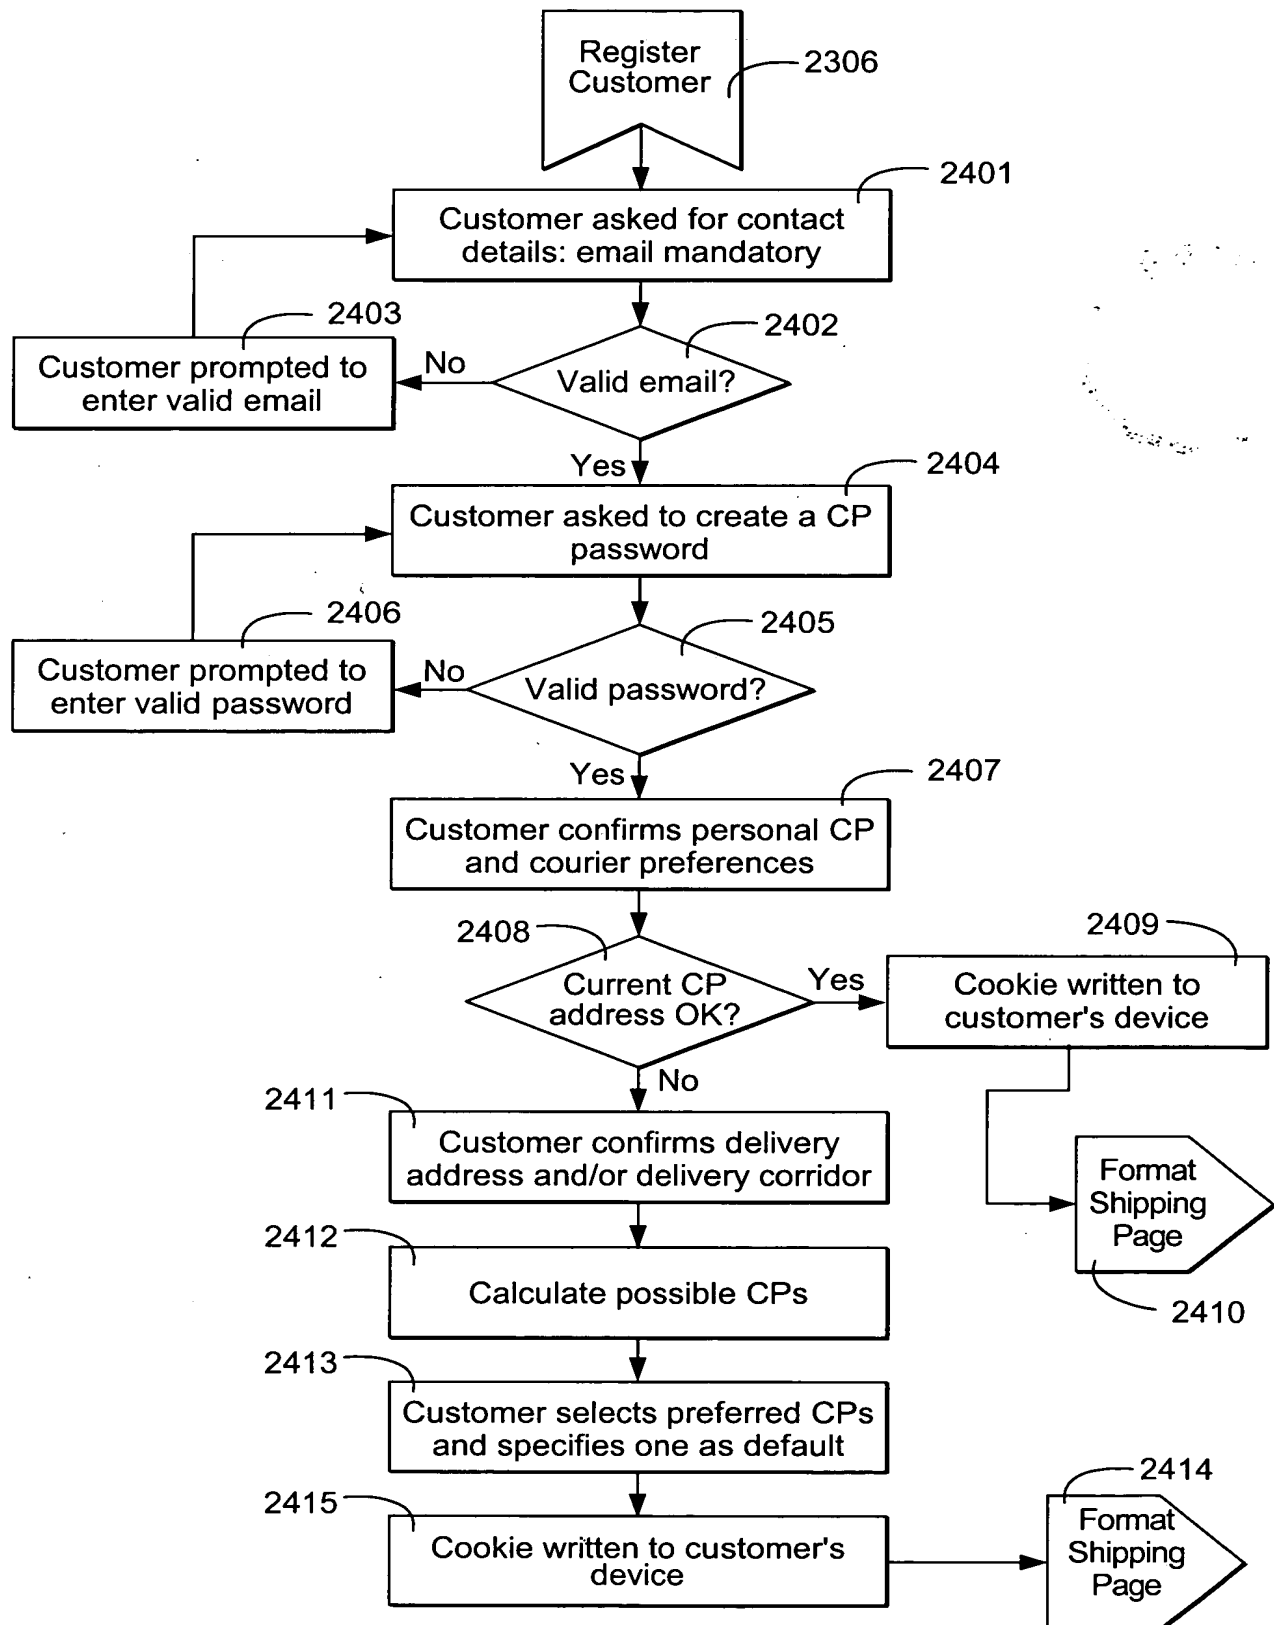 Register
Customer
2306
2401
Customer asked for contact
details: email mandatory
2403
2402
Customer prompted to
enter valid email
No
Valid email?
Yes
2404
Customer asked to create a CP
password
2406
2405
Customer prompted to
enter valid password
No
Valid password?
Yes
2407
Customer confirms personal CP
and courier preferences
2408
2409
Current CP
address OK?
Yes
Cookie written to
customer's device
No
2411
Customer confirms delivery
address and/or delivery corridor
Format
Shipping
Page
2410
2412
Calculate possible CPs
2413
Customer selects preferred CPs
and specifies one as default
2414
2415
Cookie written to customer's
device
Format
Shipping
Page